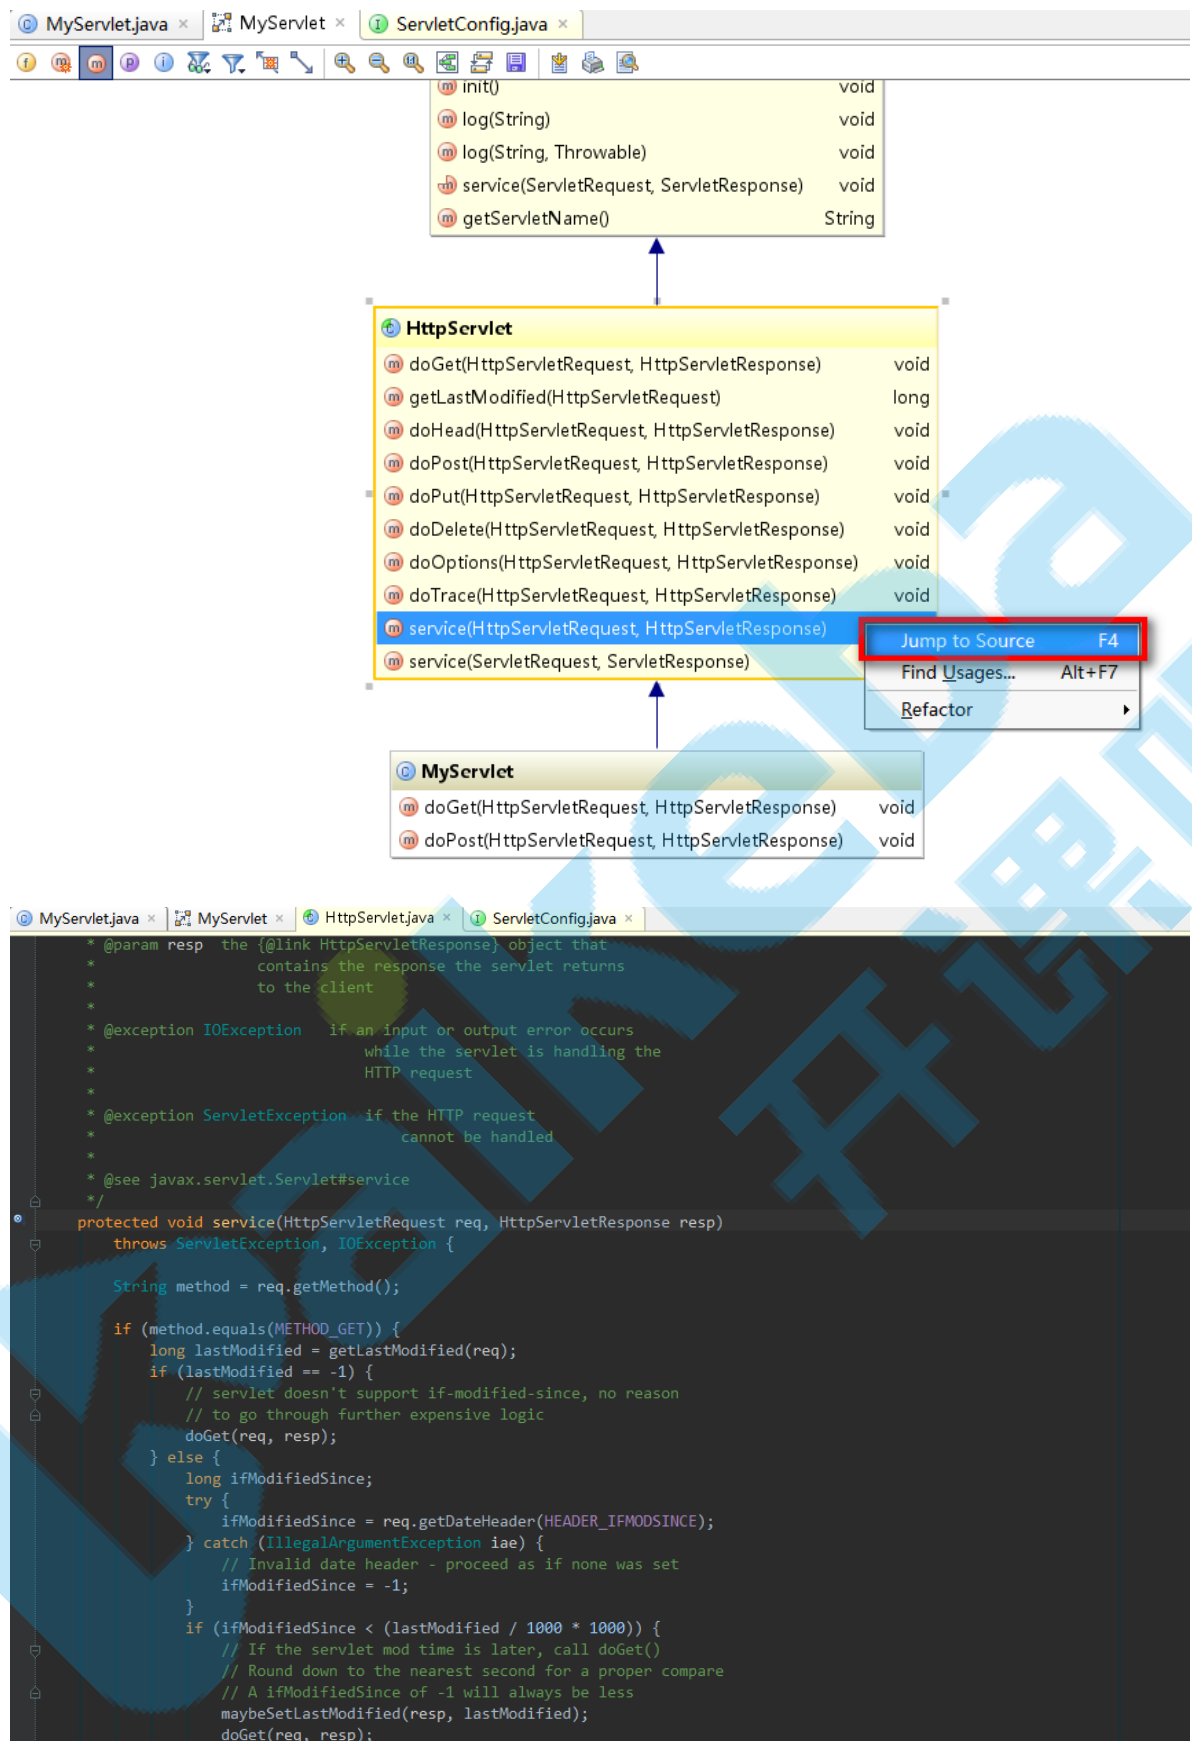 MyServlet.java × MyServlet × ServletConfig.java ×
init() void
log(String) void
log(String, Throwable) void
service(ServletRequest, ServletResponse) void
getServletName() String
HttpServlet
doGet(HttpServletRequest, HttpServletResponse) void
getLastModified(HttpServletRequest) long
doHead(HttpServletRequest, HttpServletResponse) void
doPost(HttpServletRequest, HttpServletResponse) void
doPut(HttpServletRequest, HttpServletResponse) void
doDelete(HttpServletRequest, HttpServletResponse) void
doOptions(HttpServletRequest, HttpServletResponse) void
doTrace(HttpServletRequest, HttpServletResponse) void
service(HttpServletRequest, HttpServletResponse)
service(ServletRequest, ServletResponse)
Jump to Source F4
Find Usages... Alt+F7
Refactor
MyServlet
doGet(HttpServletRequest, HttpServletResponse) void
doPost(HttpServletRequest, HttpServletResponse) void
MyServlet.java × MyServlet × HttpServlet.java × ServletConfig.java ×
* @param resp the {@link HttpServletResponse} object that
* contains the response the servlet returns
* to the client
*
* @exception IOException if an input or output error occurs
* while the servlet is handling the
* HTTP request
*
* @exception ServletException if the HTTP request
* cannot be handled
*
* @see javax.servlet.Servlet#service
*/
protected void service(HttpServletRequest req, HttpServletResponse resp)
throws ServletException, IOException {
String method = req.getMethod();
if (method.equals(METHOD_GET)) {
long lastModified = getLastModified(req);
if (lastModified == -1) {
// servlet doesn't support if-modified-since, no reason
// to go through further expensive logic
doGet(req, resp);
} else {
long ifModifiedSince;
try {
ifModifiedSince = req.getDateHeader(HEADER_IFMODSINCE);
} catch (IllegalArgumentException iae) {
// Invalid date header - proceed as if none was set
ifModifiedSince = -1;
}
if (ifModifiedSince < (lastModified / 1000 * 1000)) {
// If the servlet mod time is later, call doGet()
// Round down to the nearest second for a proper compare
// A ifModifiedSince of -1 will always be less
maybeSetLastModified(resp, lastModified);
doGet(req, resp);
kaikeba
开课吧